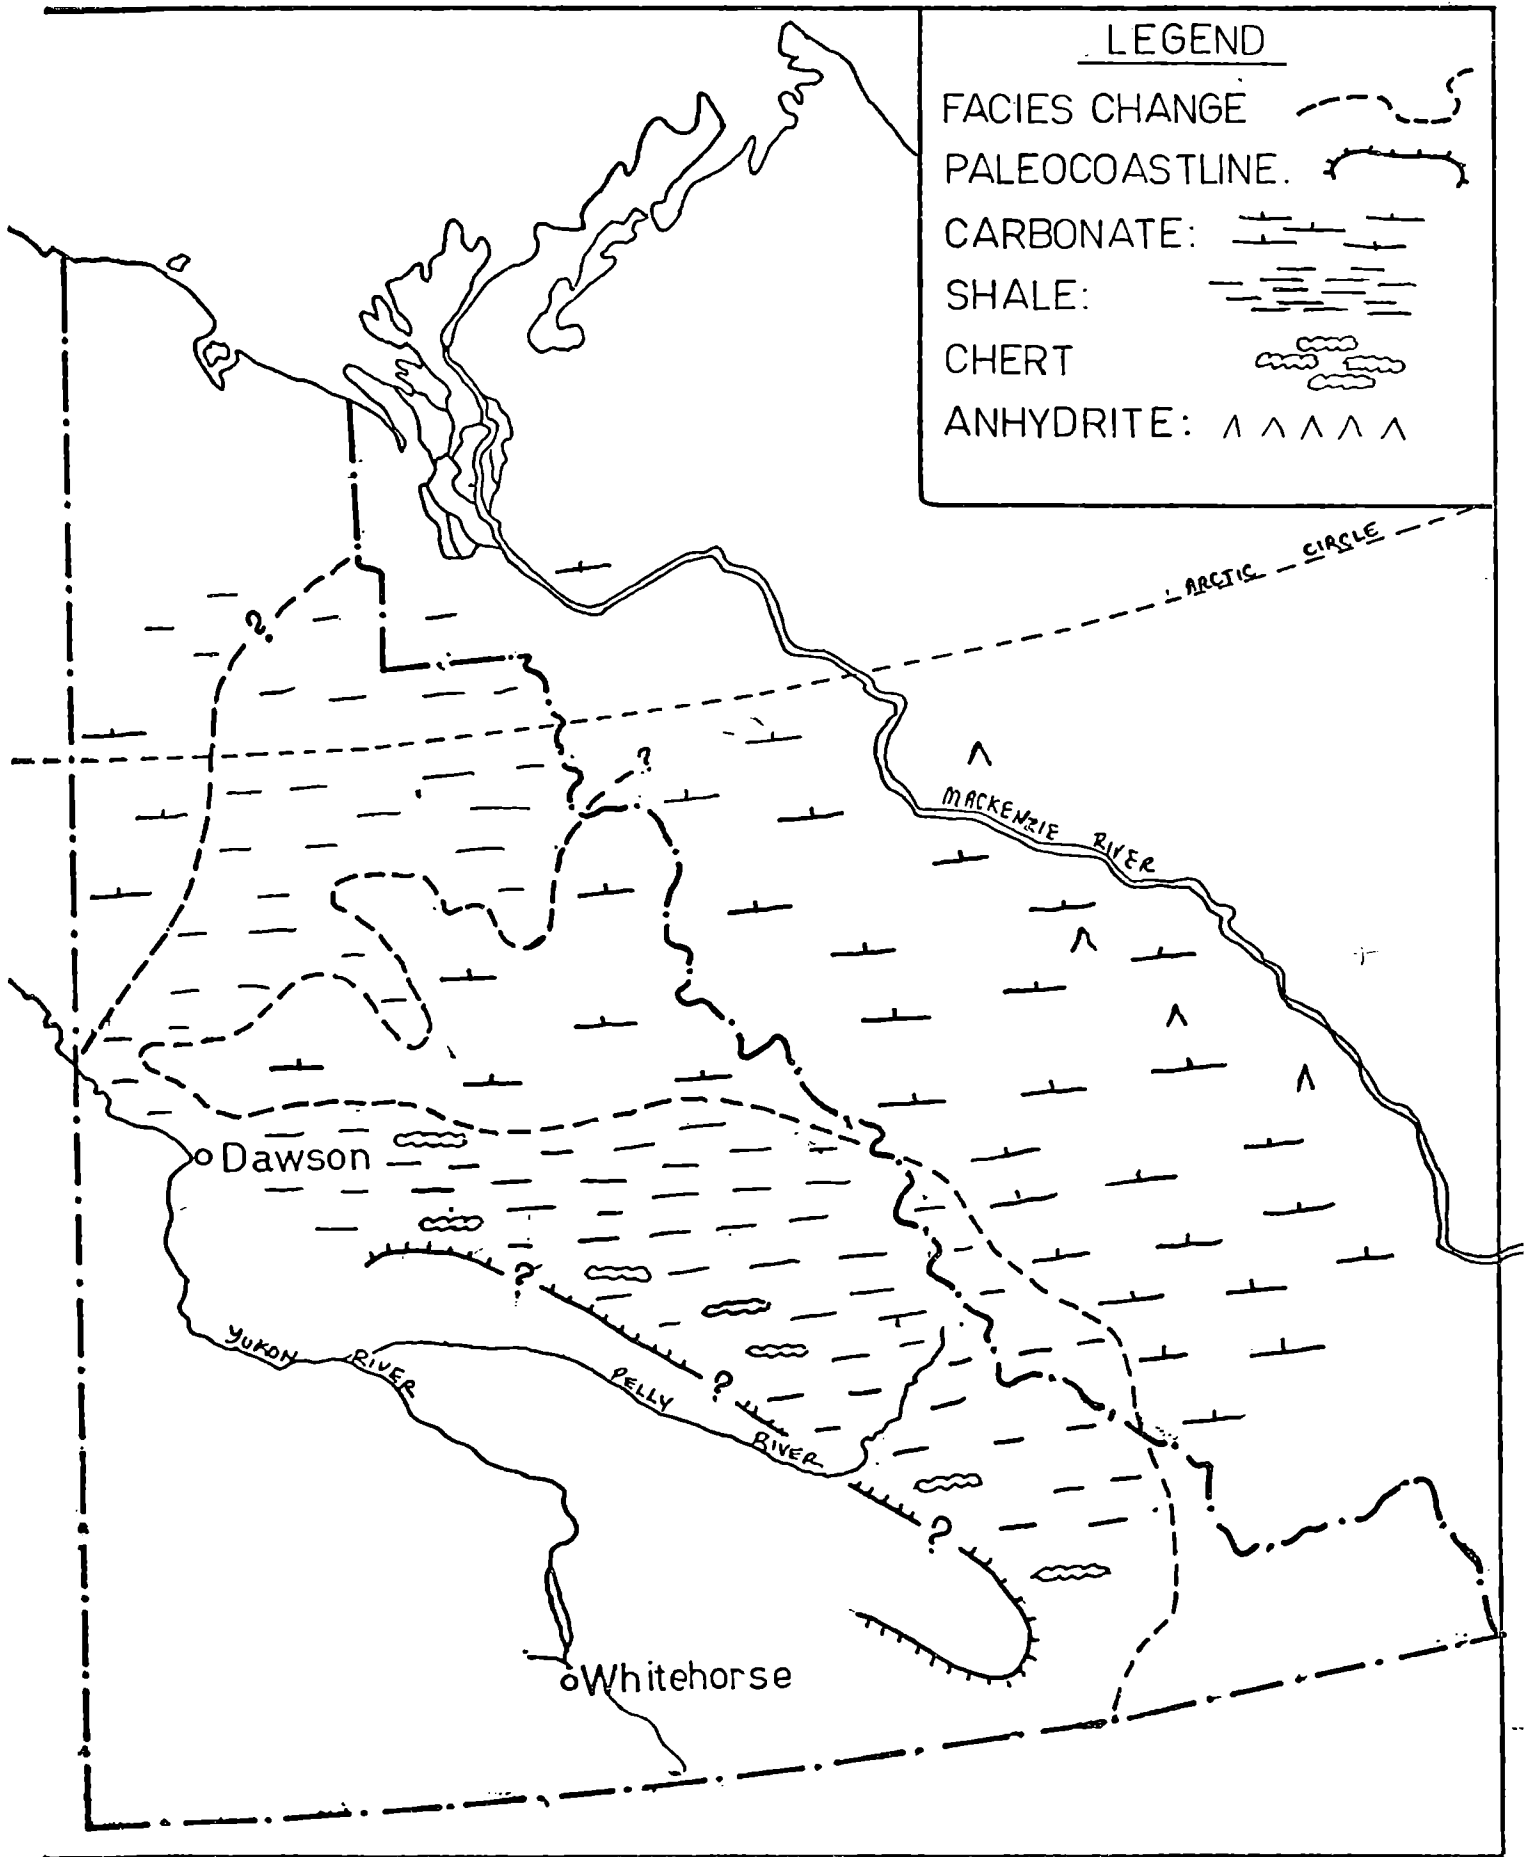 LEGEND
FACIES CHANGE
PALEOCOASTLINE.
CARBONATE:
SHALE:
CHERT
ANHYDRITE:
ARCTIC CIRCLE
?
?
MACKENZIE RIVER
Dawson
?
YUKON RIVER
PELLY RIVER
?
?
Whitehorse